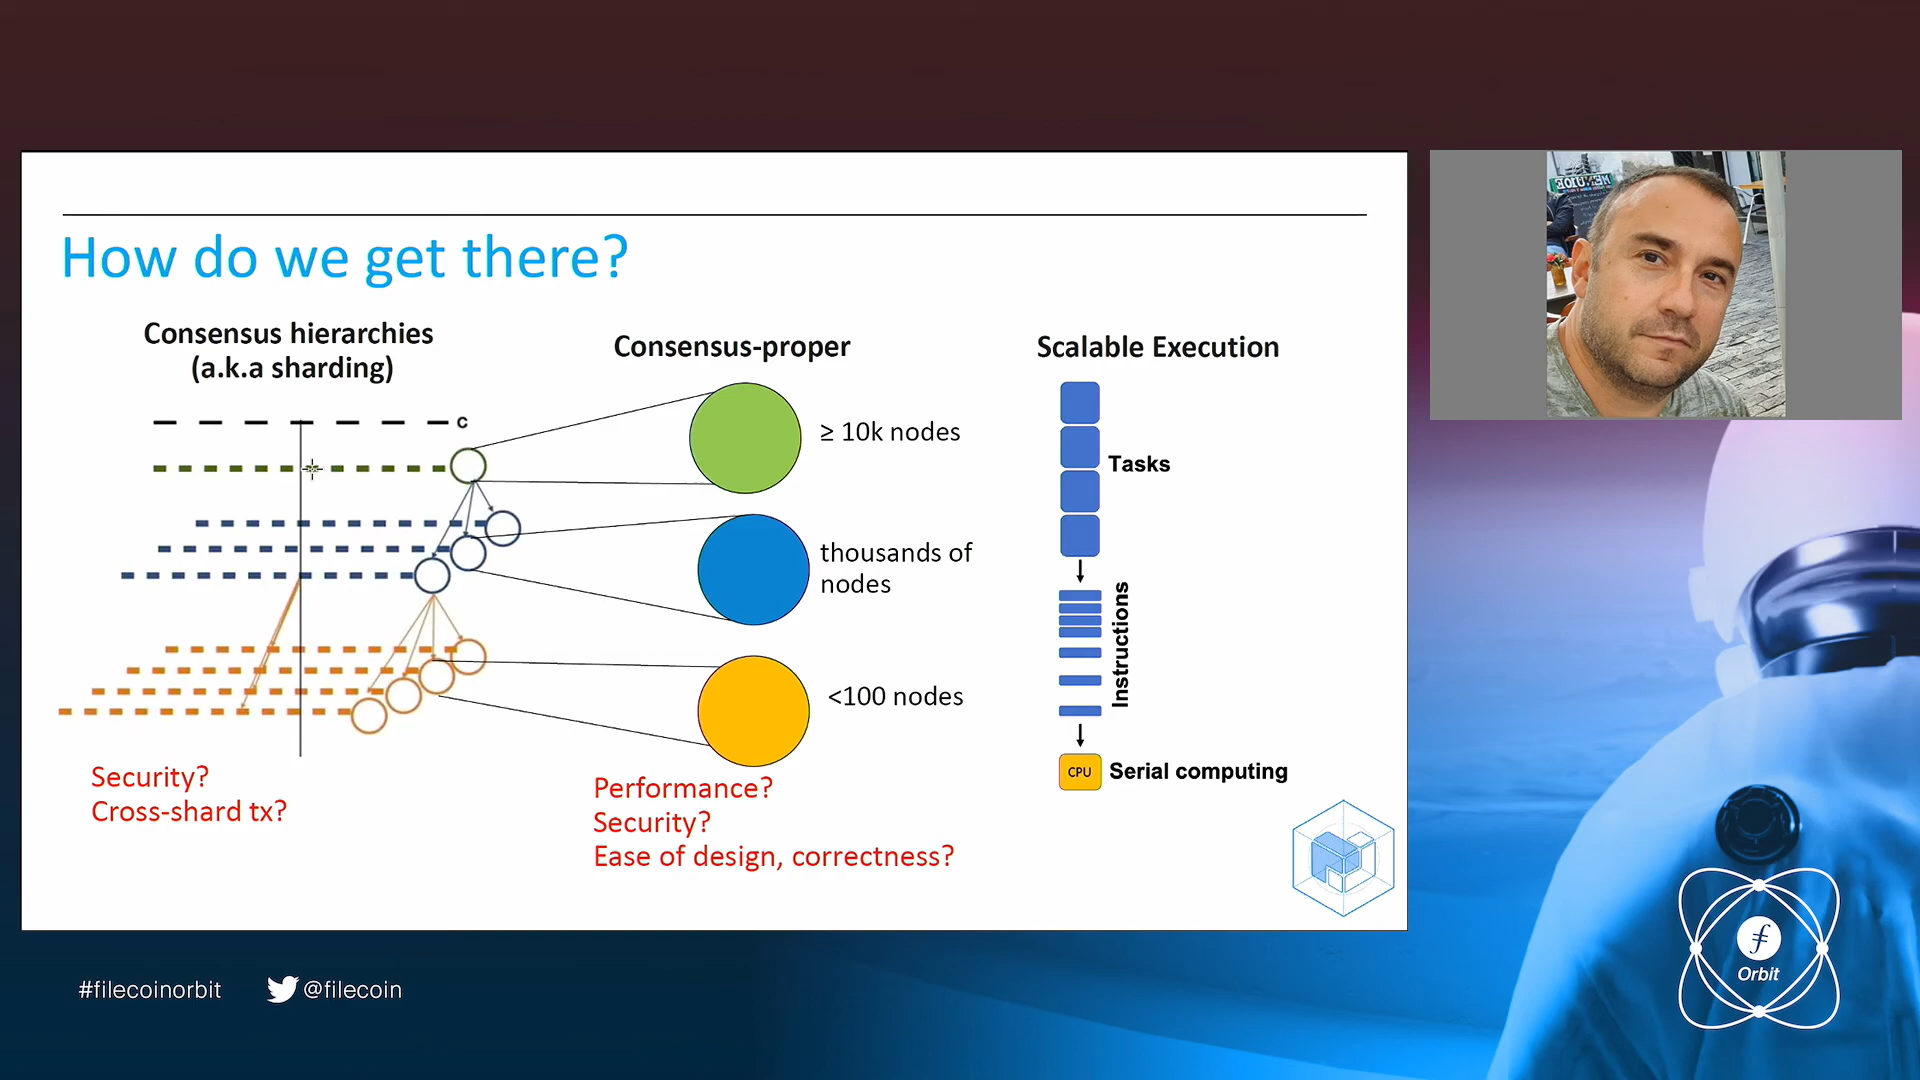 How do we get there?
Consensus hierarchies
(a.k.a sharding)
C
Security?
Cross-shard tx?
Consensus-proper
≥ 10k nodes
thousands of
nodes
<100 nodes
Performance?
Security?
Ease of design, correctness?
Scalable Execution
Tasks
Instructions
CPU
Serial computing
#filecoinorbit
@filecoin
Orbit